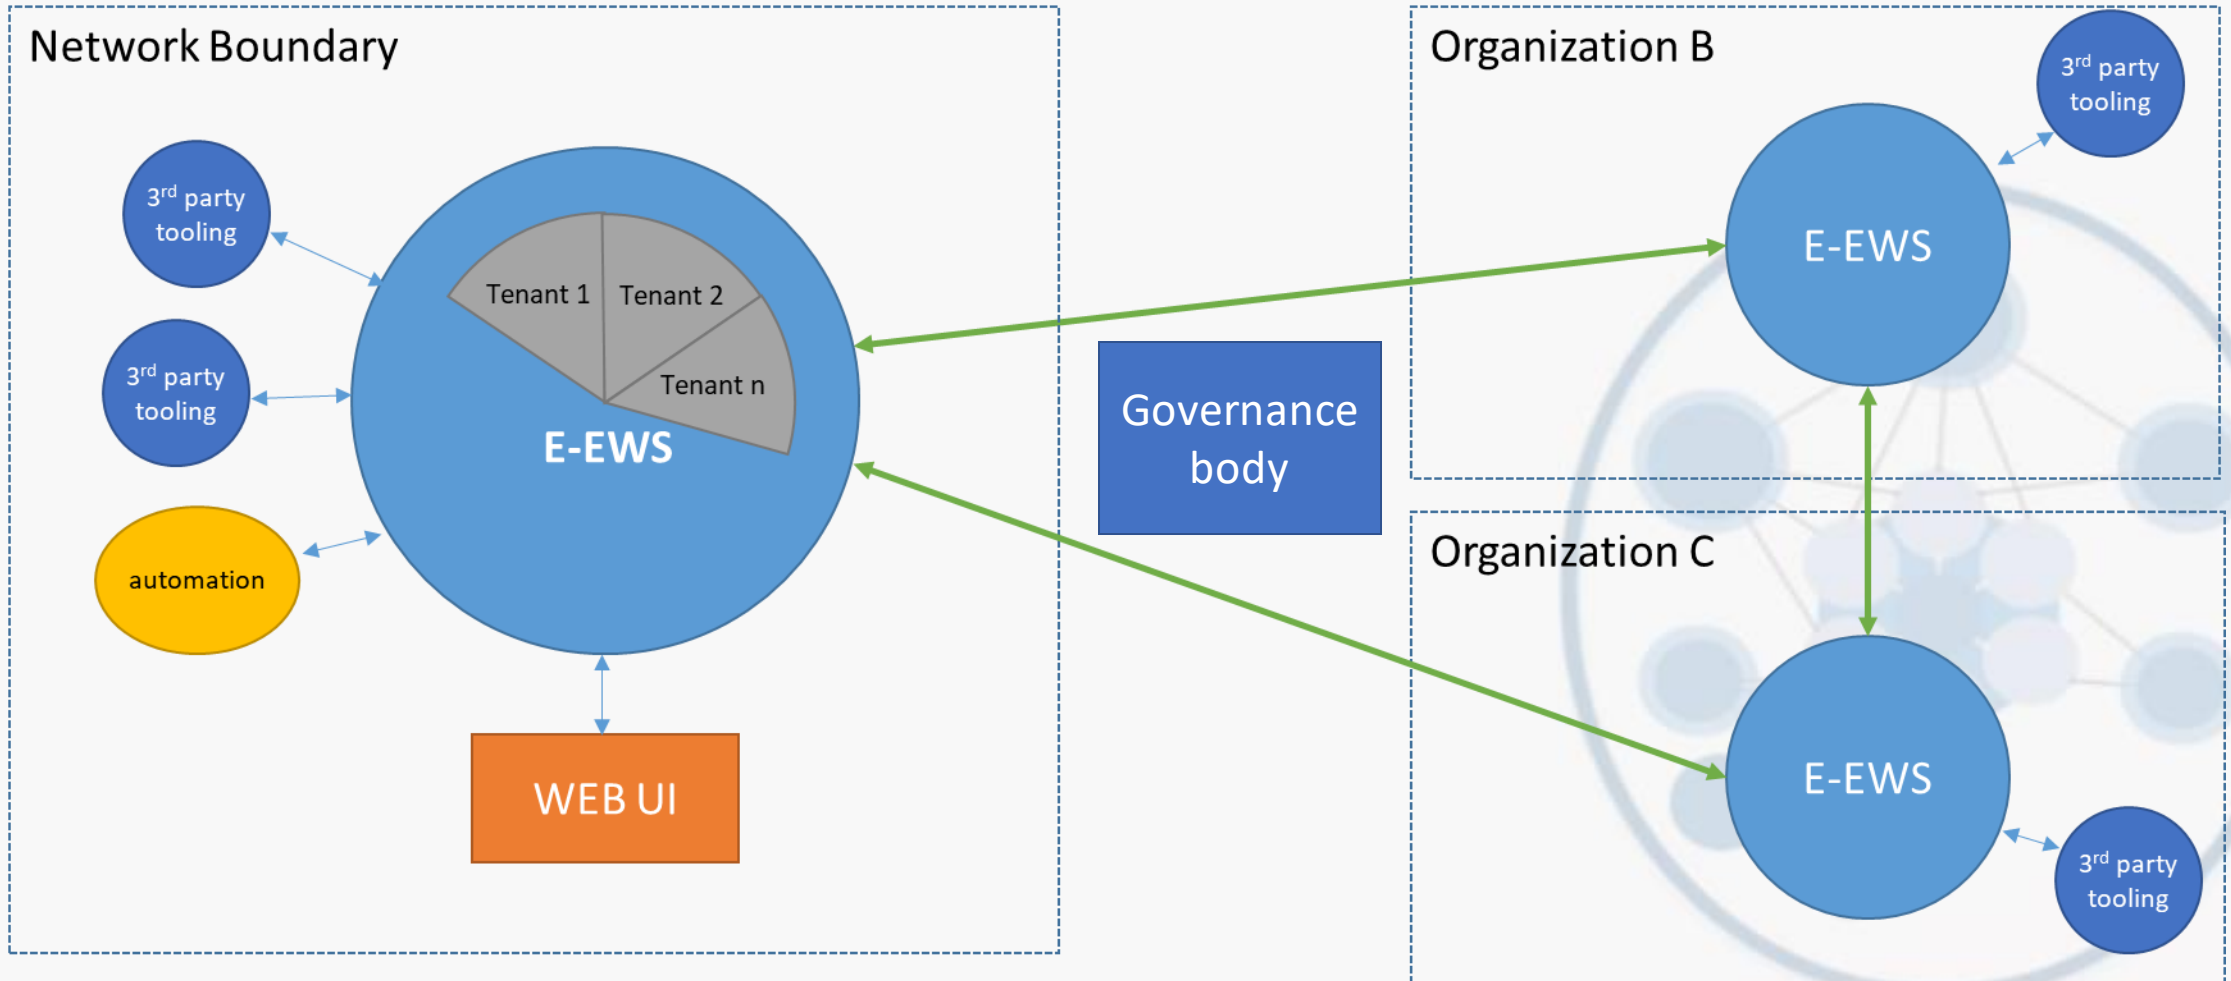 Network Boundary
3rd party
tooling
3rd party
tooling
automation
Tenant 1
Tenant 2
Tenant n
E-EWS
WEB UI
Governance
body
Organization B
3rd party
tooling
E-EWS
Organization C
E-EWS
3rd party
tooling